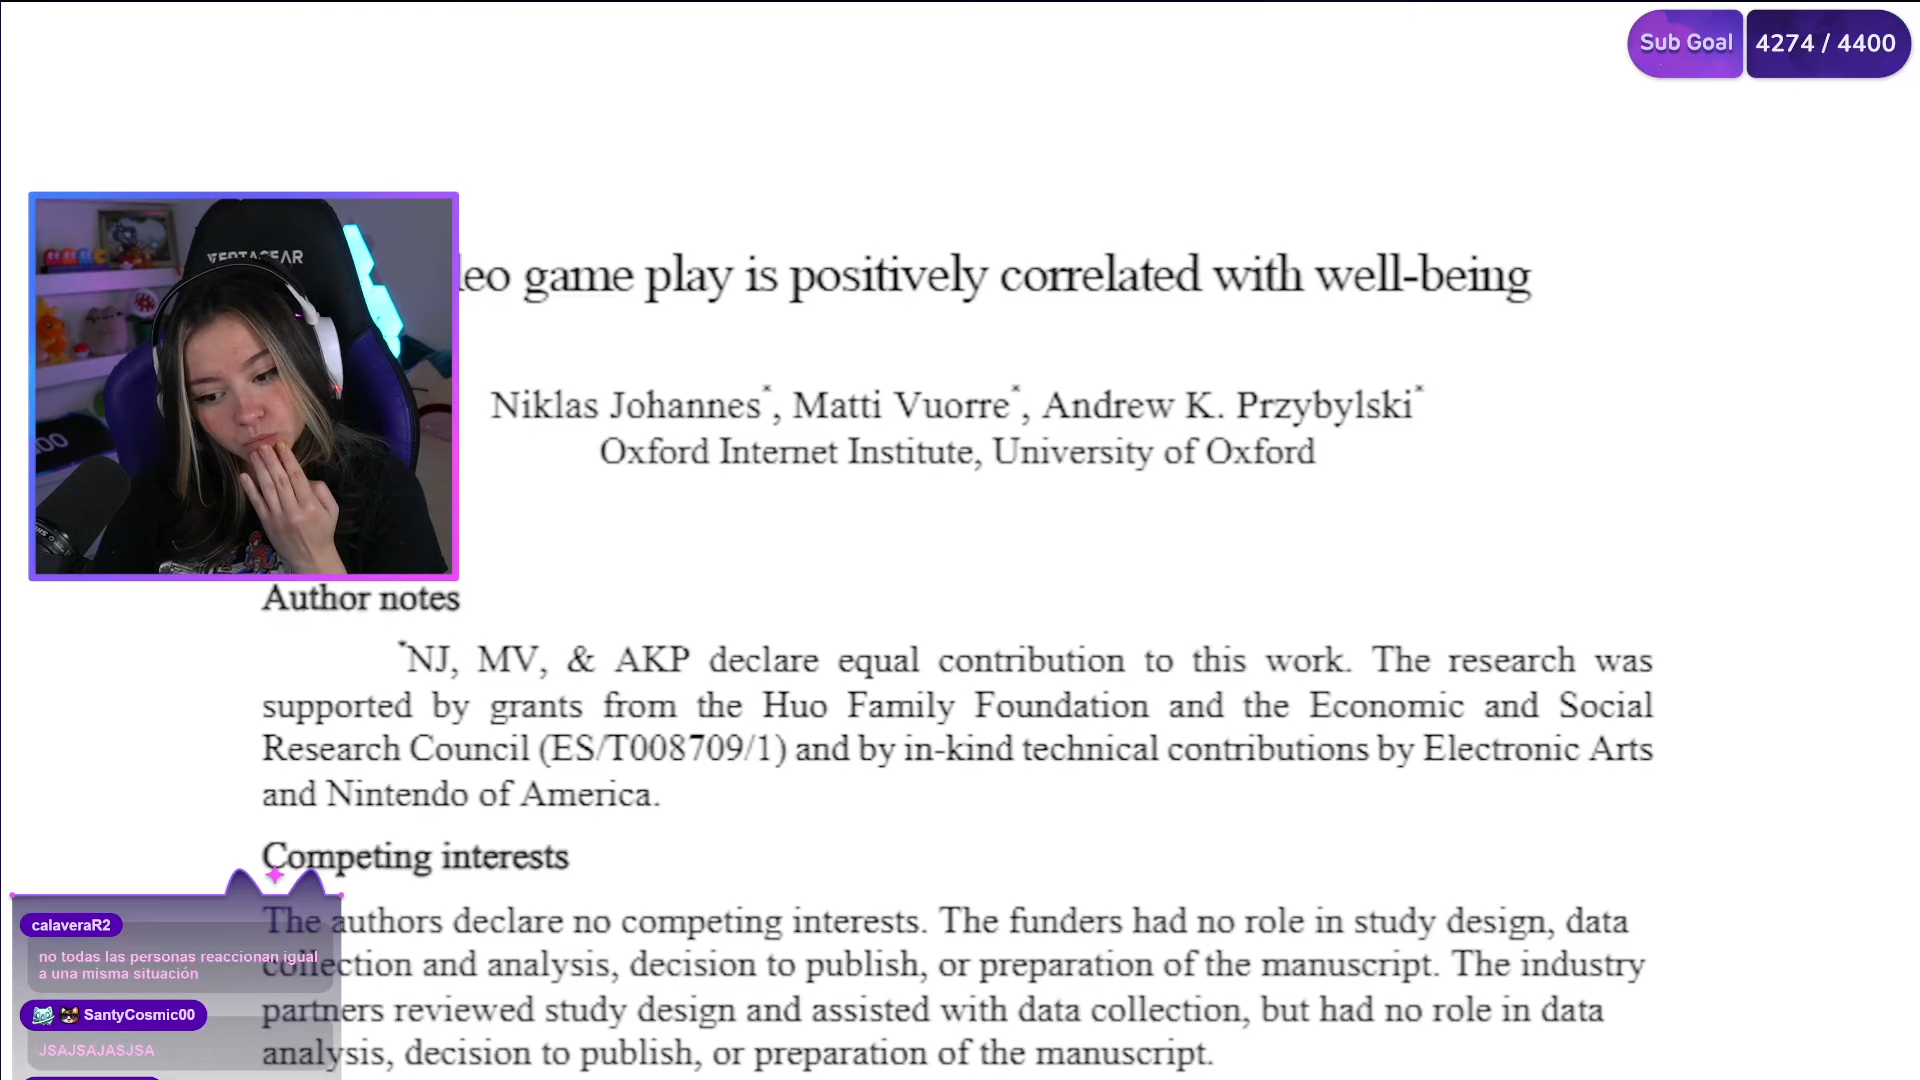 Sub Goal 4274 / 4400
VERTAGEAR
eo game play is positively correlated with well-being
Niklas Johannes*, Matti Vuorre*, Andrew K. Przybylski*
Oxford Internet Institute, University of Oxford
Author notes
*NJ, MV, & AKP declare equal contribution to this work. The research was
supported by grants from the Huo Family Foundation and the Economic and Social
Research Council (ES/T008709/1) and by in-kind technical contributions by Electronic Arts
and Nintendo of America.
Competing interests
The authors declare no competing interests. The funders had no role in study design, data
collection and analysis, decision to publish, or preparation of the manuscript. The industry
partners reviewed study design and assisted with data collection, but had no role in data
analysis, decision to publish, or preparation of the manuscript.
calaveraR2
no todas las personas reaccionan igual
a una misma situación
SantyCosmic00
JSAJSAJASJSA